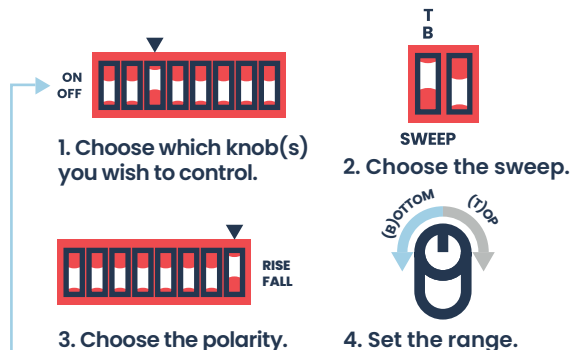 ON
OFF
1. Choose which knob(s)
you wish to control.
T
B
SWEEP
2. Choose the sweep.
RISE
FALL
3. Choose the polarity.
(B)OTTOM
(T)OP
4. Set the range.